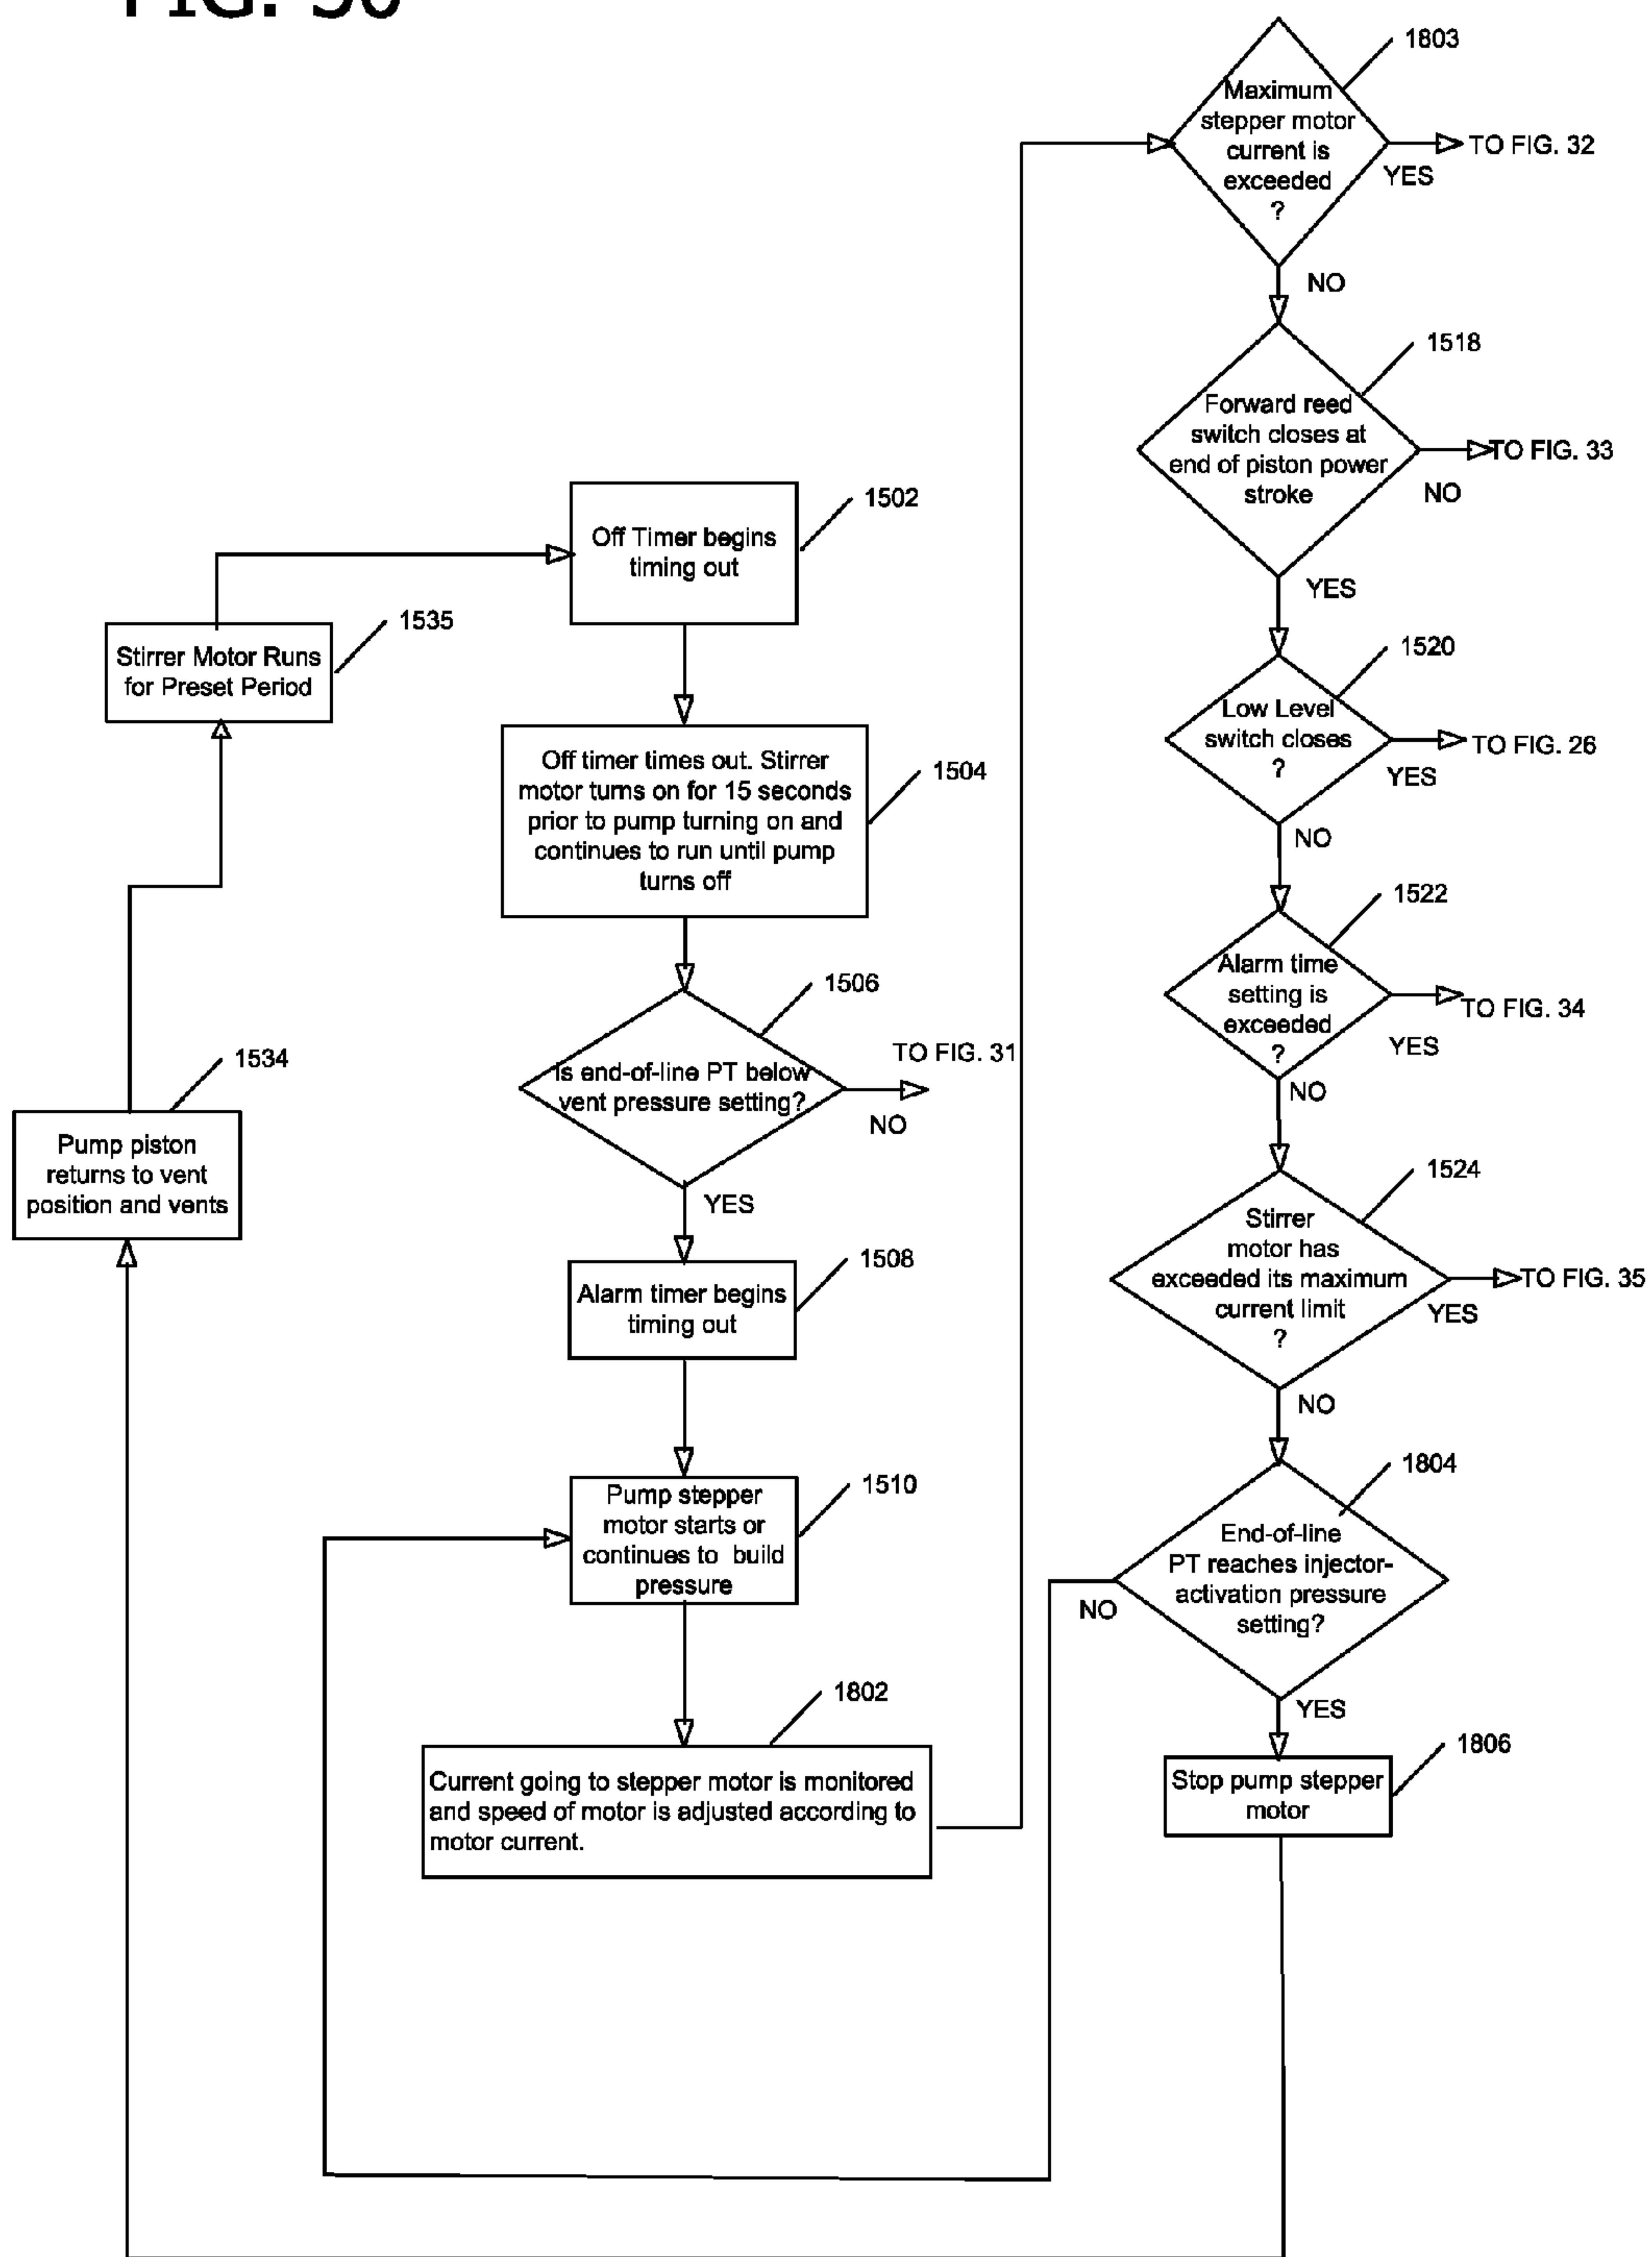 FIG. 30
1803
Maximum
stepper motor
current is
exceeded
?
TO FIG. 32
YES
NO
1518
Forward reed
switch closes at
end of piston power
stroke
TO FIG. 33
NO
YES
1520
Low Level
switch closes
?
TO FIG. 26
YES
NO
1522
Alarm time
setting is
exceeded
?
TO FIG. 34
YES
NO
1524
Stirrer
motor has
exceeded its maximum
current limit
?
TO FIG. 35
YES
NO
1804
End-of-line
PT reaches injector-
activation pressure
setting?
NO
YES
1806
Stop pump stepper
motor
1502
Off Timer begins
timing out
1535
Stirrer Motor Runs
for Preset Period
1504
Off timer times out. Stirrer
motor turns on for 15 seconds
prior to pump turning on and
continues to run until pump
turns off
1506
Is end-of-line PT below
vent pressure setting?
TO FIG. 31
NO
YES
1534
Pump piston
returns to vent
position and vents
1508
Alarm timer begins
timing out
1510
Pump stepper
motor starts or
continues to build
pressure
1802
Current going to stepper motor is monitored
and speed of motor is adjusted according to
motor current.